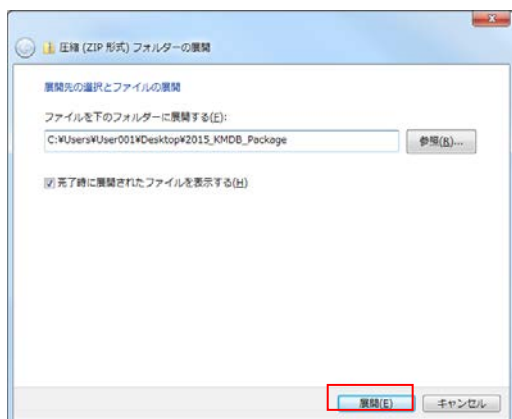 圧縮 (ZIP 形式) フォルダーの展開
展開先の選択とファイルの展開
ファイルを下のフォルダーに展開する(F):
C:¥Users¥User001¥Desktop¥2015_KMDB_Package
参照(R)...
完了時に展開されたファイルを表示する(H)
展開(E)
キャンセル